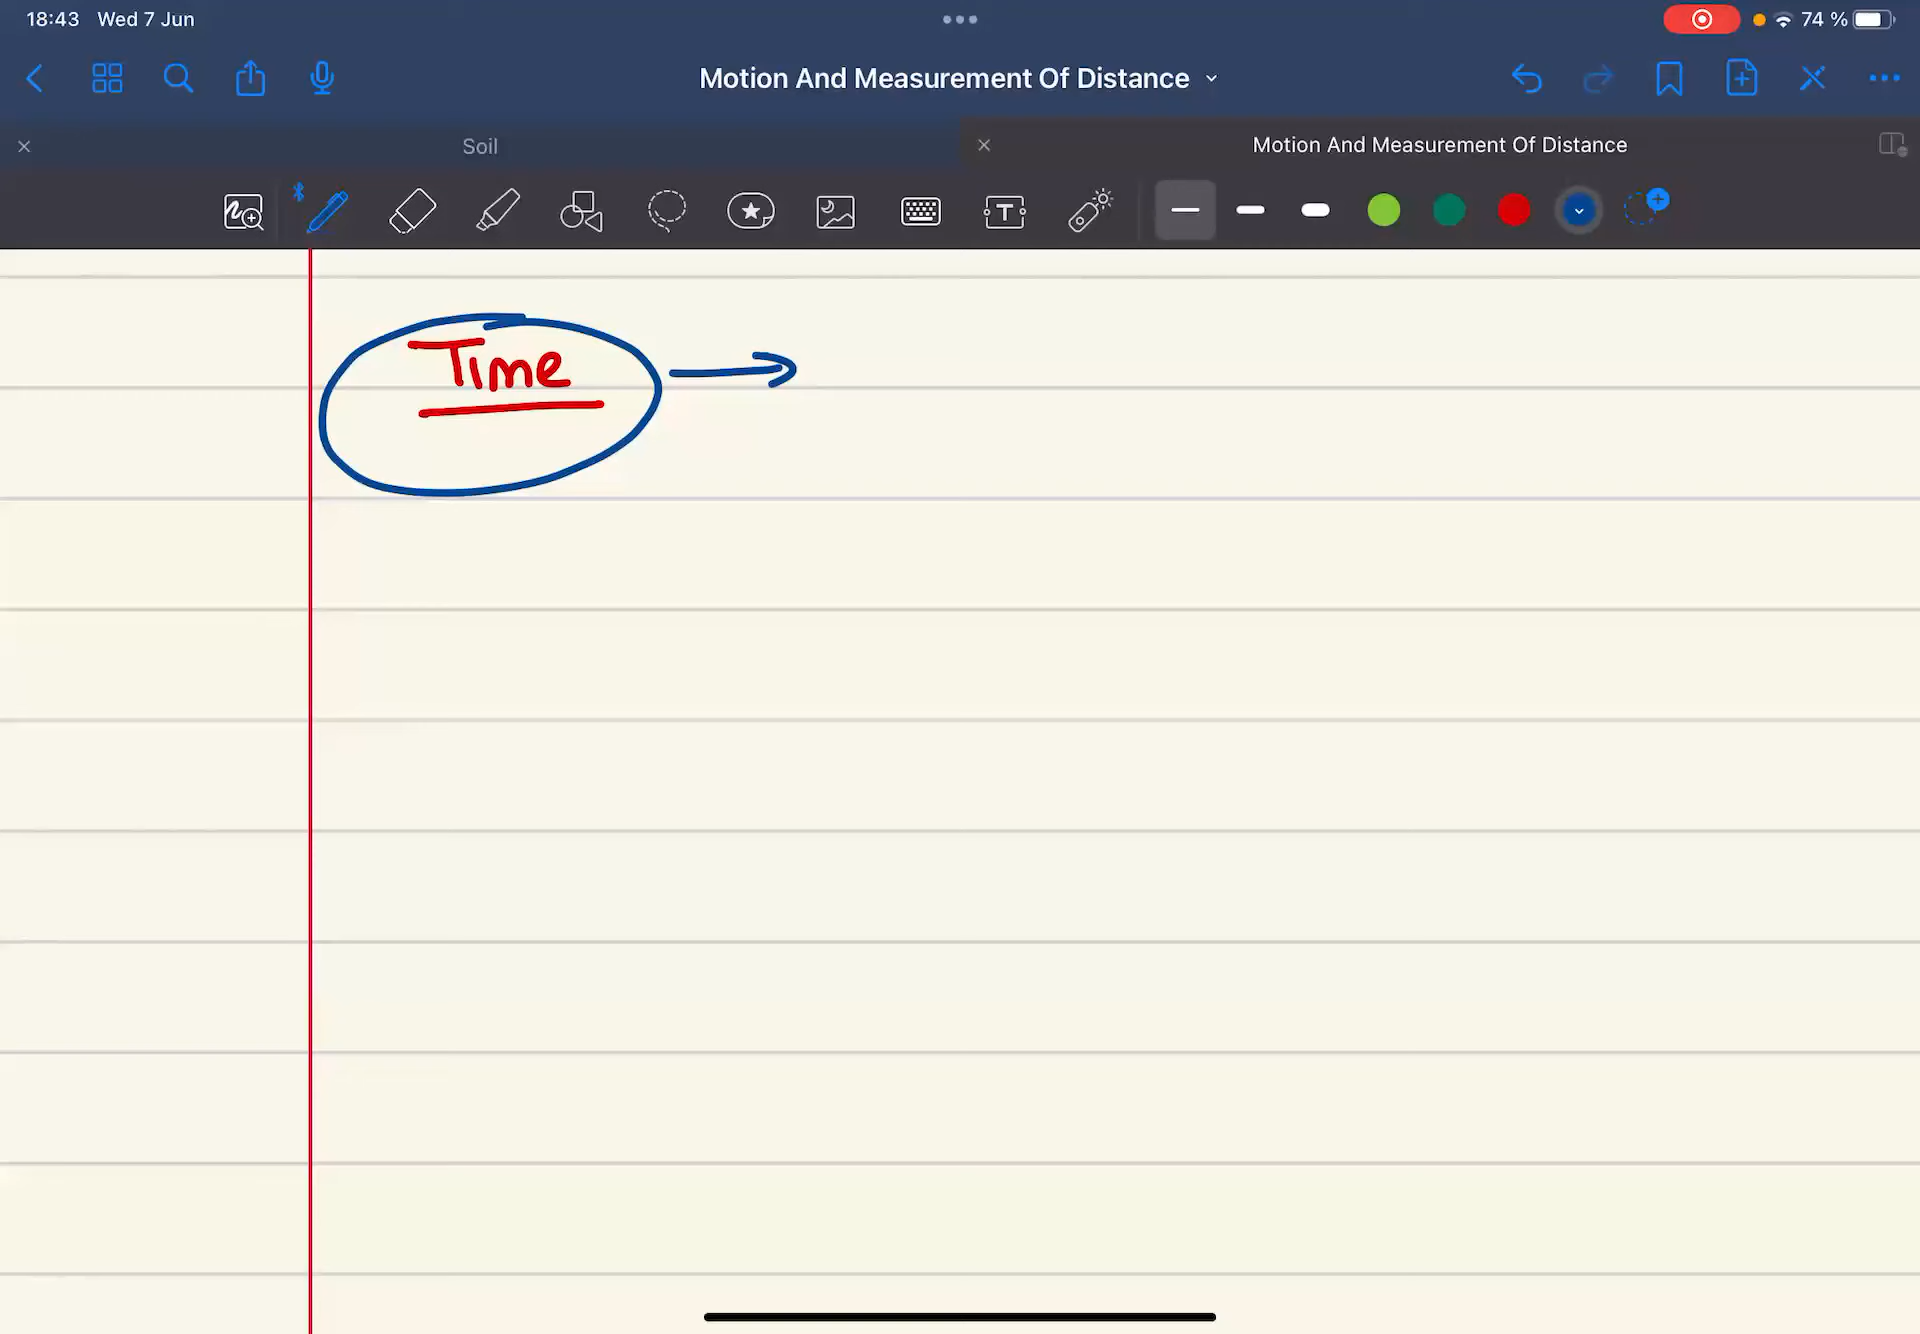 18:43 Wed 7 Jun 74 %
Motion And Measurement Of Distance
Soil Motion And Measurement Of Distance
T
Time